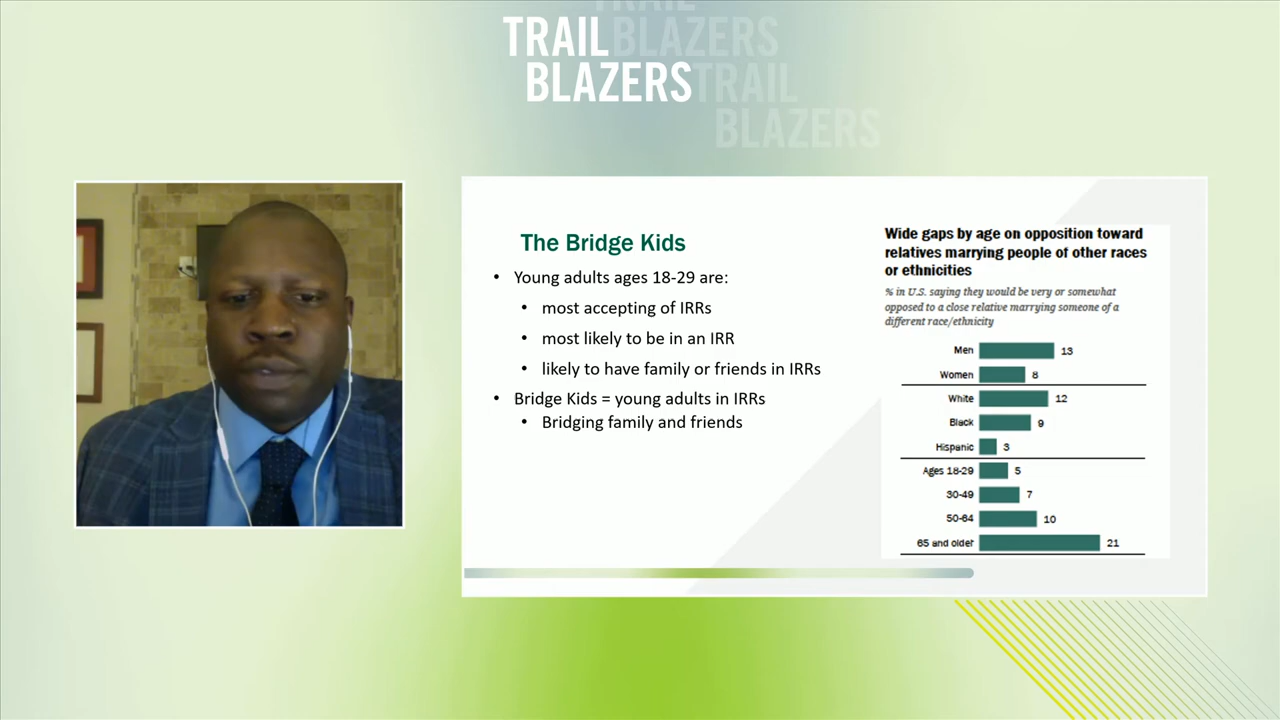 TRAIL
TRAIL BLAZERS
BLAZERS TRAIL
BLAZERS
The Bridge Kids
• Young adults ages 18-29 are:
• most accepting of IRRs
• most likely to be in an IRR
• likely to have family or friends in IRRs
• Bridge Kids = young adults in IRRs
• Bridging family and friends
Wide gaps by age on opposition toward
relatives marrying people of other races
or ethnicities
% in U.S. saying they would be very or somewhat
opposed to a close relative marrying someone of a
different race/ethnicity
Men 13
Women 8
White 12
Black 9
Hispanic 3
Ages 18-29 5
30-49 7
50-64 10
65 and older 21